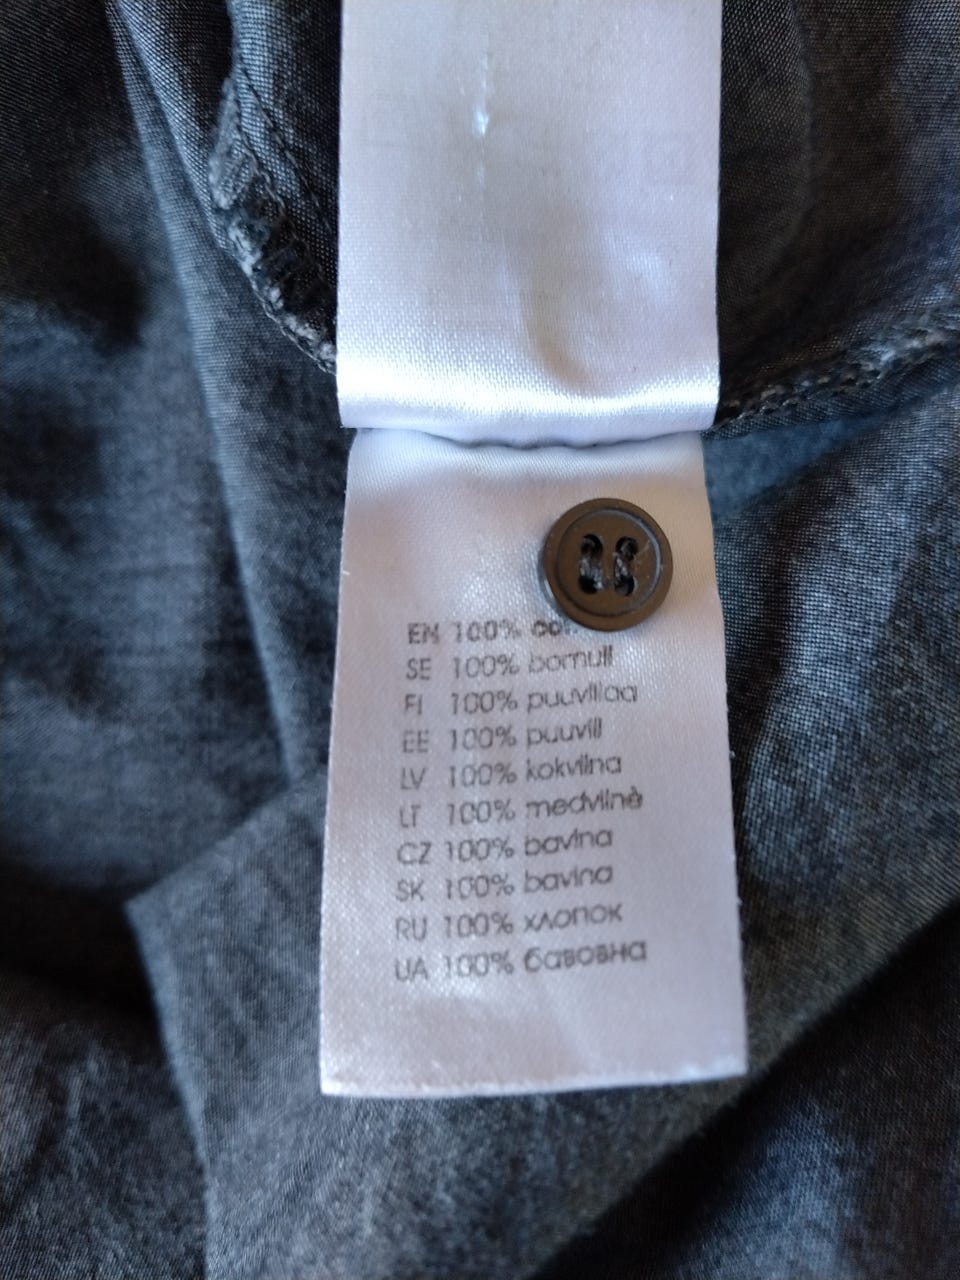 EN 100%
SE 100% bomull
FI 100% puuvillaa
EE 100% puuvill
LV 100% kokvilna
LT 100% medvilnė
CZ 100% bavlna
SK 100% bavlna
RU 100% хлопок
UA 100% бавовна